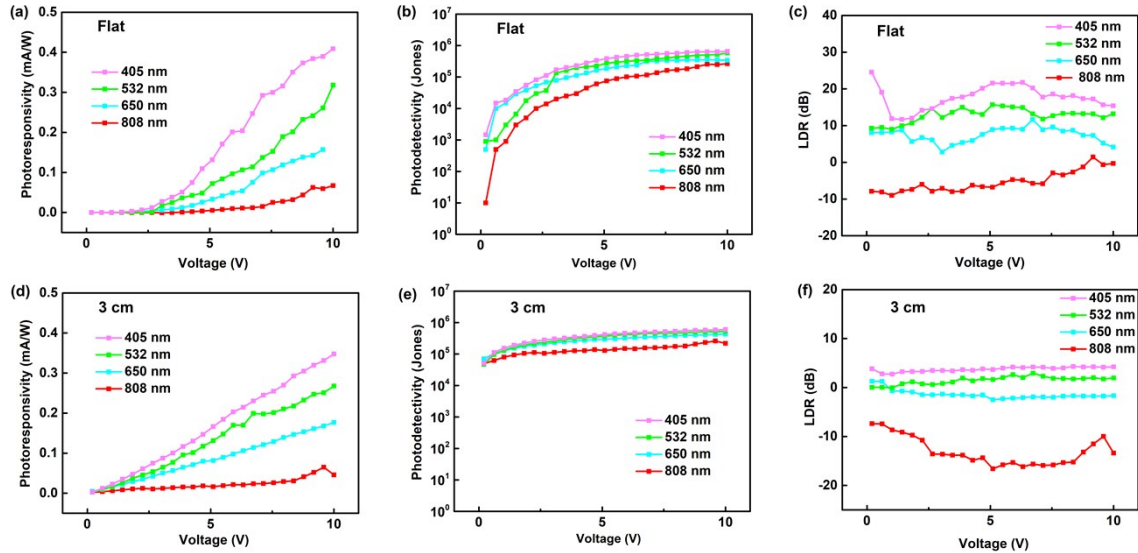 (a)
Flat
Photoresponsivity (mA/W)
0.5
0.4
0.3
0.2
0.1
0.0
405 nm
532 nm
650 nm
808 nm
0
5
10
Voltage (V)
(b)
Flat
Photodetectivity (Jones)
10^7
10^6
10^5
10^4
10^3
10^2
10^1
10^0
405 nm
532 nm
650 nm
808 nm
0
5
10
Voltage (V)
(c)
Flat
LDR (dB)
40
30
20
10
0
-10
-20
405 nm
532 nm
650 nm
808 nm
0
5
10
Voltage (V)
(d)
3 cm
Photoresponsivity (mA/W)
0.5
0.4
0.3
0.2
0.1
0.0
405 nm
532 nm
650 nm
808 nm
0
5
10
Voltage (V)
(e)
3 cm
Photodetectivity (Jones)
10^7
10^6
10^5
10^4
10^3
10^2
10^1
10^0
405 nm
532 nm
650 nm
808 nm
0
5
10
Voltage (V)
(f)
3 cm
LDR (dB)
20
10
0
-10
-20
405 nm
532 nm
650 nm
808 nm
0
5
10
Voltage (V)